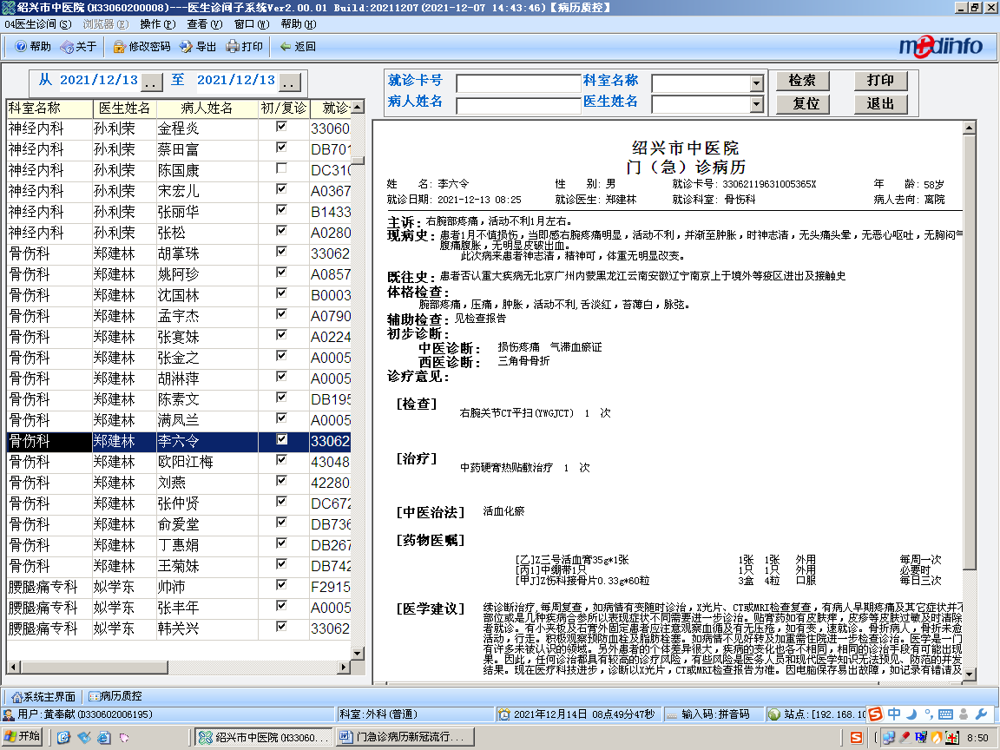 绍兴市中医院(H33060200008)---医生诊间子系统Ver2.00.01 Build:20211207(2021-12-07 14:43:46)【病历质控】
04医生诊间(S) 浏览器(B) 操作(P) 查看(V) 窗口(W) 帮助(H)
帮助 关于 修改密码 导出 打印 返回
medinfo
从 2021/12/13 .. 至 2021/12/13 ..
就诊卡号 科室名称 检索 打印
病人姓名 医生姓名 复位 退出
科室名称 医生姓名 病人姓名 初/复诊 就诊
神经内科 孙利荣 金程炎 33060
神经内科 孙利荣 蔡田富 DB701
神经内科 孙利荣 陈国康 DC310
神经内科 孙利荣 宋宏儿 A0367
神经内科 孙利荣 张丽华 B1433
神经内科 孙利荣 张松 A0280
骨伤科 郑建林 胡掌珠 33062
骨伤科 郑建林 姚阿珍 A0857
骨伤科 郑建林 沈国林 B0003
骨伤科 郑建林 孟宇杰 A0790
骨伤科 郑建林 张宴妹 A0224
骨伤科 郑建林 张金之 A0005
骨伤科 郑建林 胡淋萍 A0005
骨伤科 郑建林 陈素文 DB195
骨伤科 郑建林 满凤兰 A0005
骨伤科 郑建林 李六令 33062
骨伤科 郑建林 欧阳江梅 43048
骨伤科 郑建林 刘燕 42280
骨伤科 郑建林 张仲贤 DC672
骨伤科 郑建林 俞爱堂 DB736
骨伤科 郑建林 丁惠娟 DB267
骨伤科 郑建林 王菊妹 DB742
腰腿痛专科 姒学东 帅沛 F2915
腰腿痛专科 姒学东 张丰年 A0005
腰腿痛专科 姒学东 韩关兴 33062
绍兴市中医院
门（急）诊病历
姓 名: 李六令 性 别: 男 就诊卡号: 33062119631005365X 年 龄: 58岁
就诊日期: 2021-12-13 08:25 就诊医生: 郑建林 就诊科室: 骨伤科 病人去向: 离院
主诉: 右腕部疼痛，活动不利1月左右。
现病史: 患者1月不慎损伤，当即感右腕疼痛明显，活动不利，并渐至肿胀，时神志清，无头痛头晕，无恶心呕吐，无胸闷气
腹痛腹胀，无明显皮破出血。
此次病来患者神志清，精神可，体重无明显改变。
既往史: 患者否认重大疾病无北京广州内蒙黑龙江云南安徽辽宁南京上于境外等疫区进出及接触史
体格检查:
腕部疼痛，压痛，肿胀，活动不利,舌淡红，苔薄白，脉弦。
辅助检查: 见检查报告
初步诊断:
中医诊断: 损伤疼痛 气滞血瘀证
西医诊断: 三角骨骨折
诊疗意见:
[检查]
右腕关节CT平扫(YWGJCT) 1 次
[治疗]
中药硬膏热贴敷治疗 1 次
[中医治法] 活血化瘀
[药物医嘱]
[乙]Z三号活血膏35g*1张 1张 1张 外用 每周一次
[丙1]中绷带1只 1只 1只 外用 必要时
[甲J]Z伤科接骨片0.33g*60粒 3盒 4粒 口服 每日三次
[医学建议] 续诊断治疗,每周复查，如病情有变随时诊治，X光片、CT或MRI检查复查，有病人早期疼痛及其它症状并不
部位或是几种疾病合参所以表现症状不同需要进一步诊治。贴膏药如有皮肤痒，皮疹等皮肤过敏及时清除
者就诊。有小夹板及石膏外固定患者应注意观察血循及有无压疮，如有变，速就诊。骨折病人，骨折未愈
活动，行走。积极观察预防血栓及脂肪栓塞。如病情不见好转及加重需住院进一步检查诊治。医学是一门
有许多未被认识的领域。另外患者的个体差异很大，疾病的变化也各不相同，相同的诊治手段有可能出现
果。因此，任何诊治都具有较高的诊疗风险，有些风险是医务人员和现代医学知识无法预见、防范的并发
结果。现在医疗科技进步，诊断以X光片，CT或MRI检查报告为准。因电脑保存易出故障，如记录有错请及
系统主界面 病历质控
用户:黄奉献(D330602006195) 科室:外科(普通) 2021年12月14日 08点49分47秒 输入码:拼音码 站点:[192.168.10 中
开始 绍兴市中医院(H33060... 门急诊病历新冠流行... 8:50